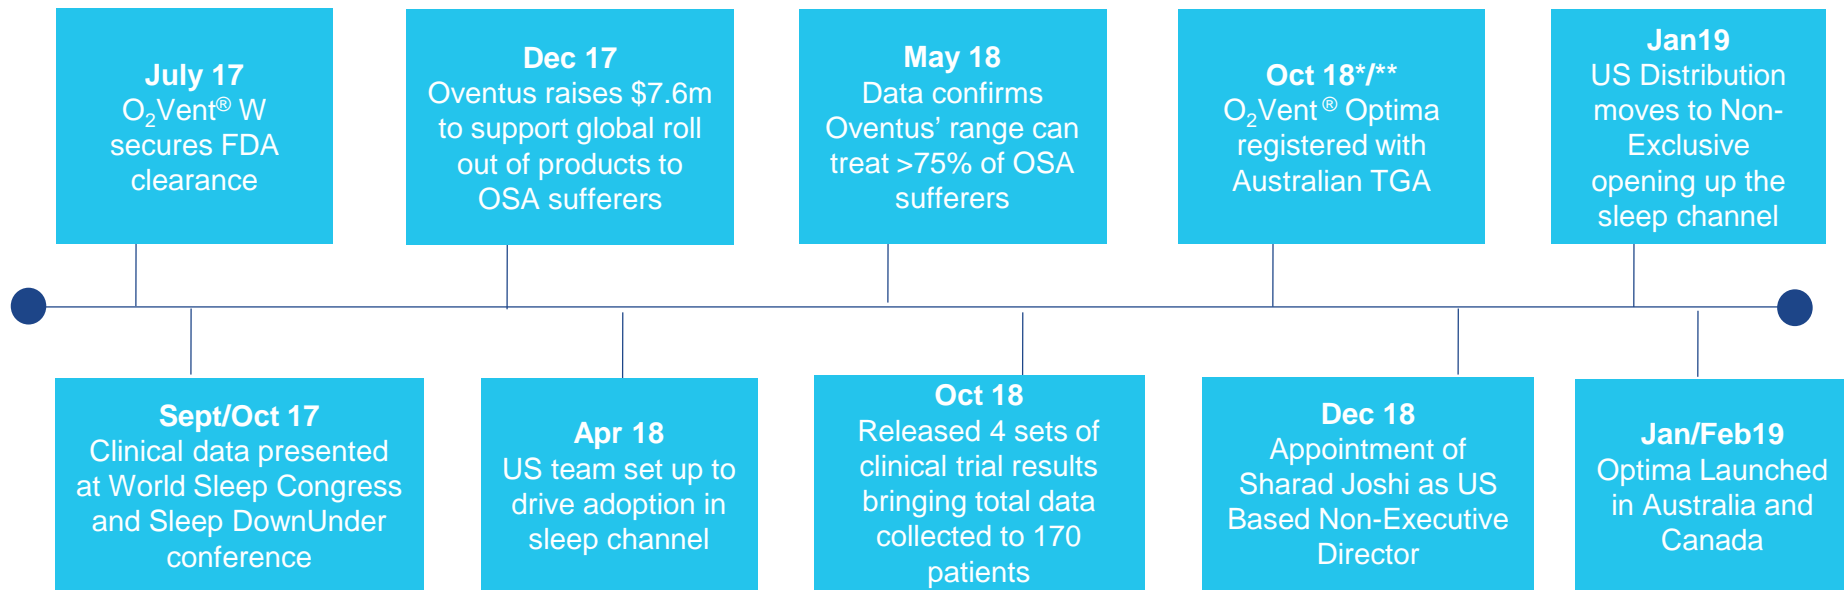 July 17
O₂Vent® W
secures FDA
clearance
Dec 17
Oventus raises $7.6m
to support global roll
out of products to
OSA sufferers
May 18
Data confirms
Oventus' range can
treat >75% of OSA
sufferers
Oct 18*/**
O₂Vent ® Optima
registered with
Australian TGA
Jan19
US Distribution
moves to Non-
Exclusive
opening up the
sleep channel
Sept/Oct 17
Clinical data presented
at World Sleep Congress
and Sleep DownUnder
conference
Apr 18
US team set up to
drive adoption in
sleep channel
Oct 18
Released 4 sets of
clinical trial results
bringing total data
collected to 170
patients
Dec 18
Appointment of
Sharad Joshi as US
Based Non-Executive
Director
Jan/Feb19
Optima Launched
in Australia and
Canada